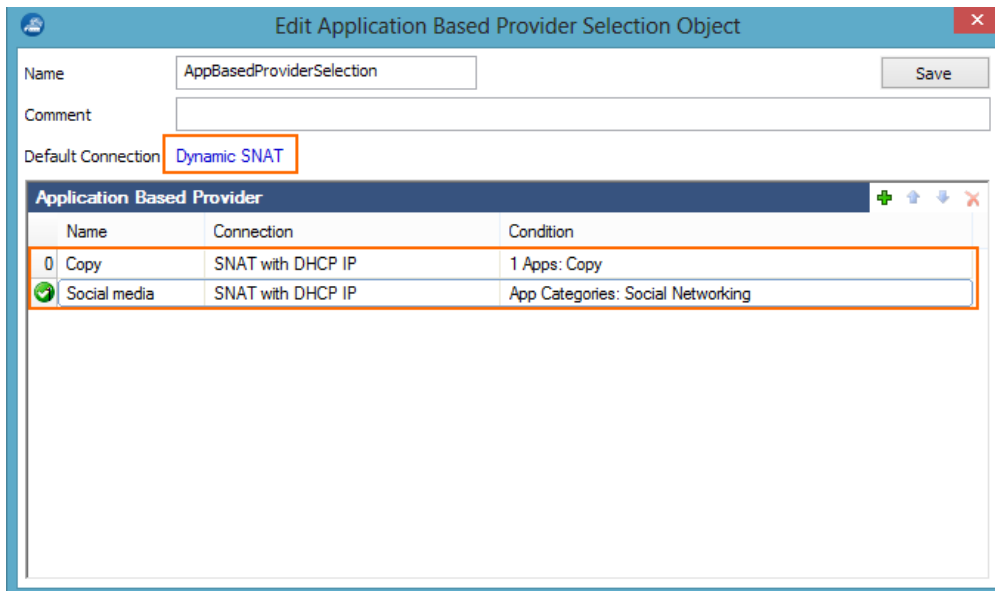 Edit Application Based Provider Selection Object
Name AppBasedProviderSelection Save
Comment
Default Connection Dynamic SNAT
Application Based Provider
Name Connection Condition
0 Copy SNAT with DHCP IP 1 Apps: Copy
Social media SNAT with DHCP IP App Categories: Social Networking